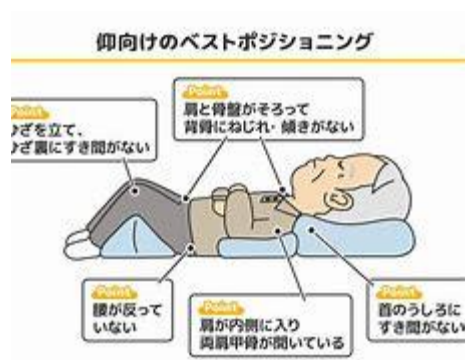 仰向けのベストポジショニング
Point
ひざを立て、
ひざ裏にすき間がない
Point
肩と骨盤がそろって
背骨にねじれ・傾きがない
Point
腰が反って
いない
Point
肩が内側に入り
両肩甲骨が開いている
Point
首のうしろに
すき間がない